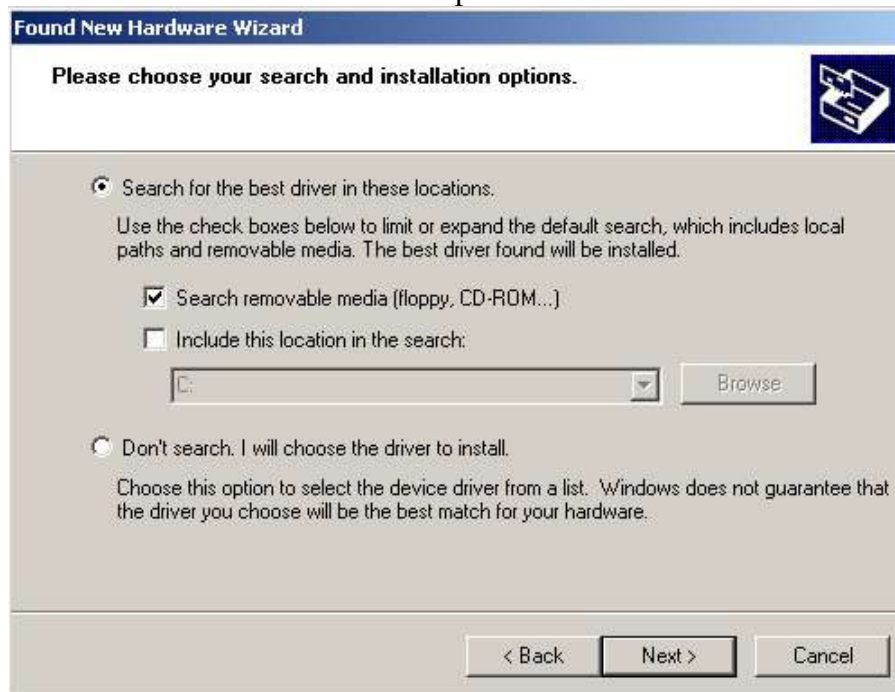 Found New Hardware Wizard
Please choose your search and installation options.
Search for the best driver in these locations.
Use the check boxes below to limit or expand the default search, which includes local
paths and removable media. The best driver found will be installed.
Search removable media (floppy, CD-ROM...)
Include this location in the search:
C:
Browse
Don't search. I will choose the driver to install.
Choose this option to select the device driver from a list. Windows does not guarantee that
the driver you choose will be the best match for your hardware.
< Back
Next >
Cancel